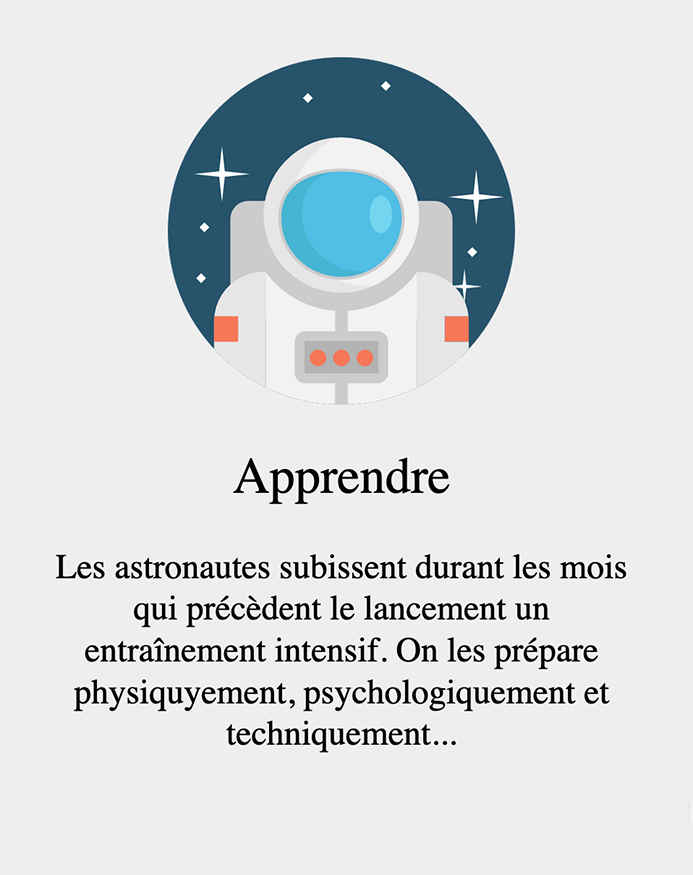 Apprendre
Les astronautes subissent durant les mois
qui précèdent le lancement un
entraînement intensif. On les prépare
physiquyement, psychologiquement et
techniquement...